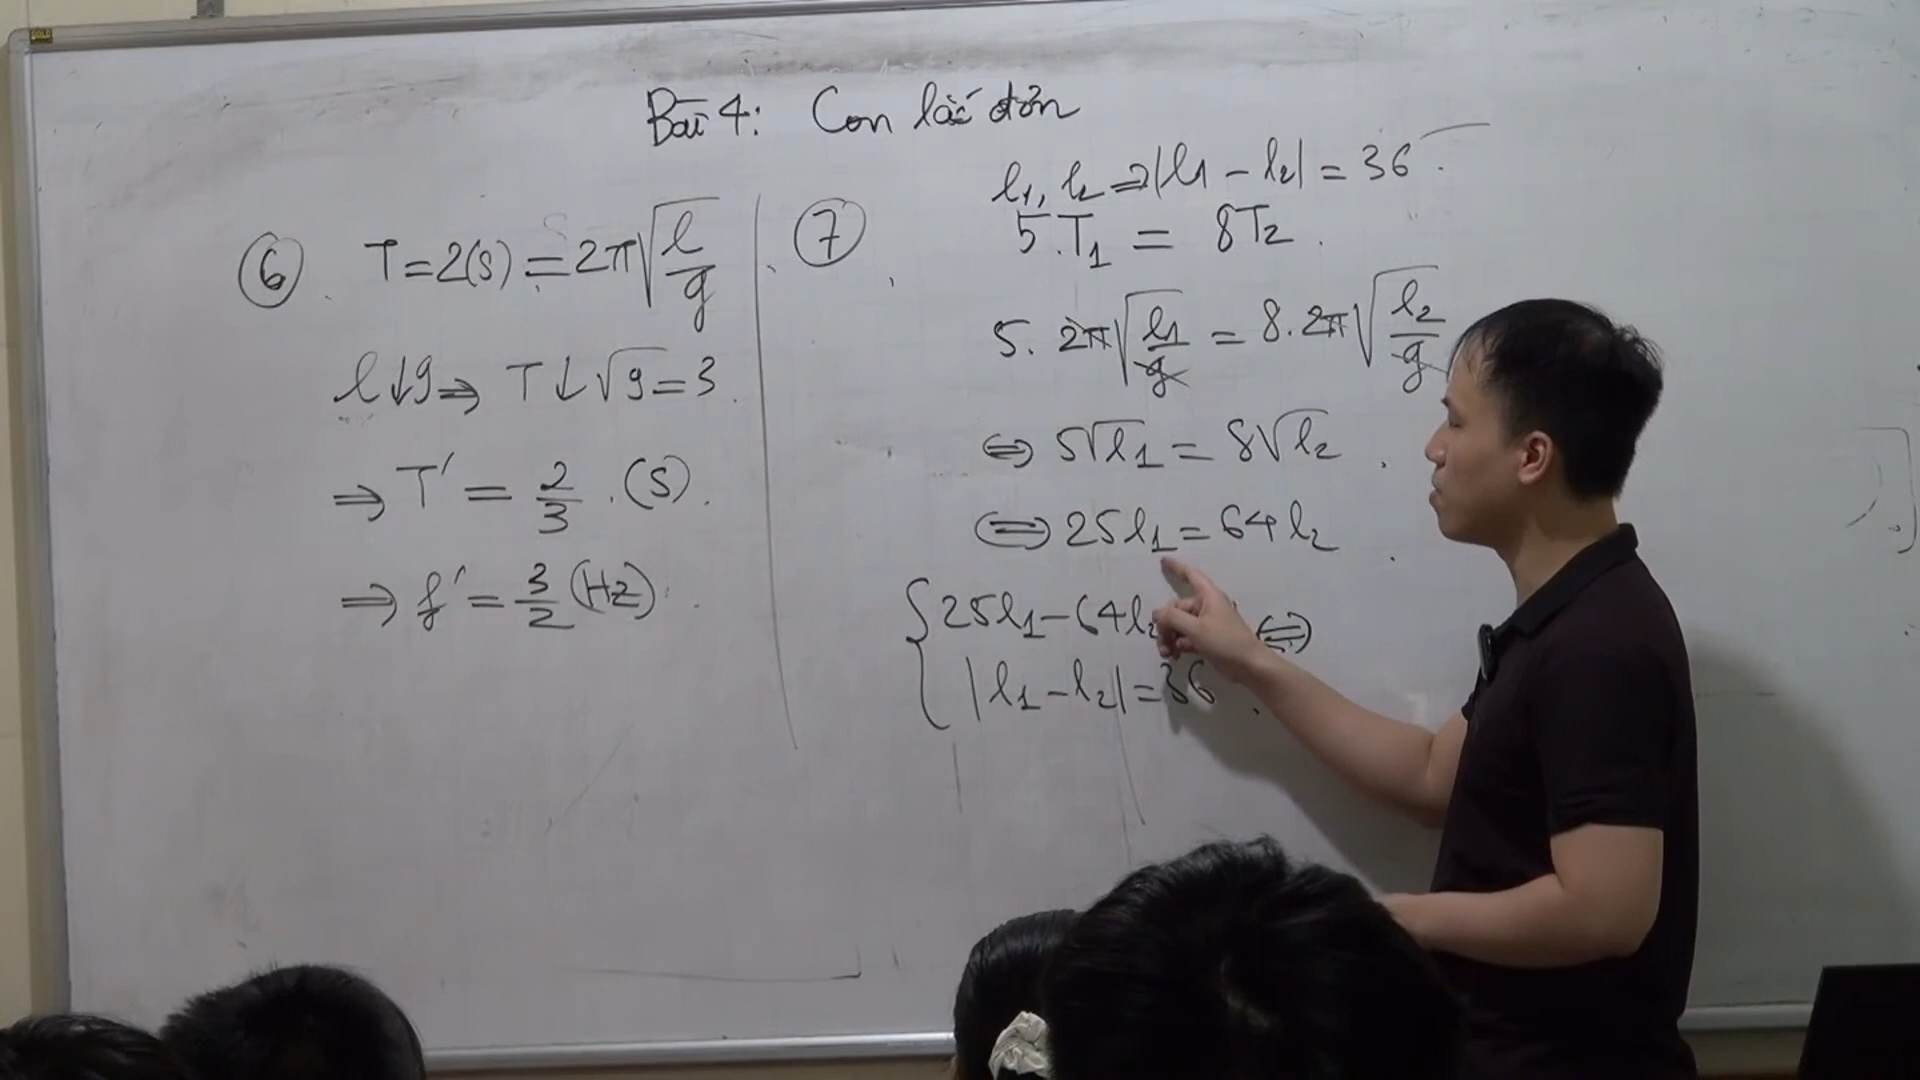 Bài 4: Con lắc đơn
⑥ T = 2(s) = 2π√(l/g)
l ↓ 9 ⇒ T ↓ √9 = 3
⇒ T' = 2/3 (s).
⇒ f' = 3/2 (Hz)
⑦ l₁, l₂ ⇒ |l₁ - l₂| = 36
5.T₁ = 8T₂
5. 2π√(l₁/g) = 8. 2π√(l₂/g)
⇔ 5√l₁ = 8√l₂
⇔ 25l₁ = 64l₂
{ 25l₁ - 64l₂ ⇔
|l₁ - l₂| = 36